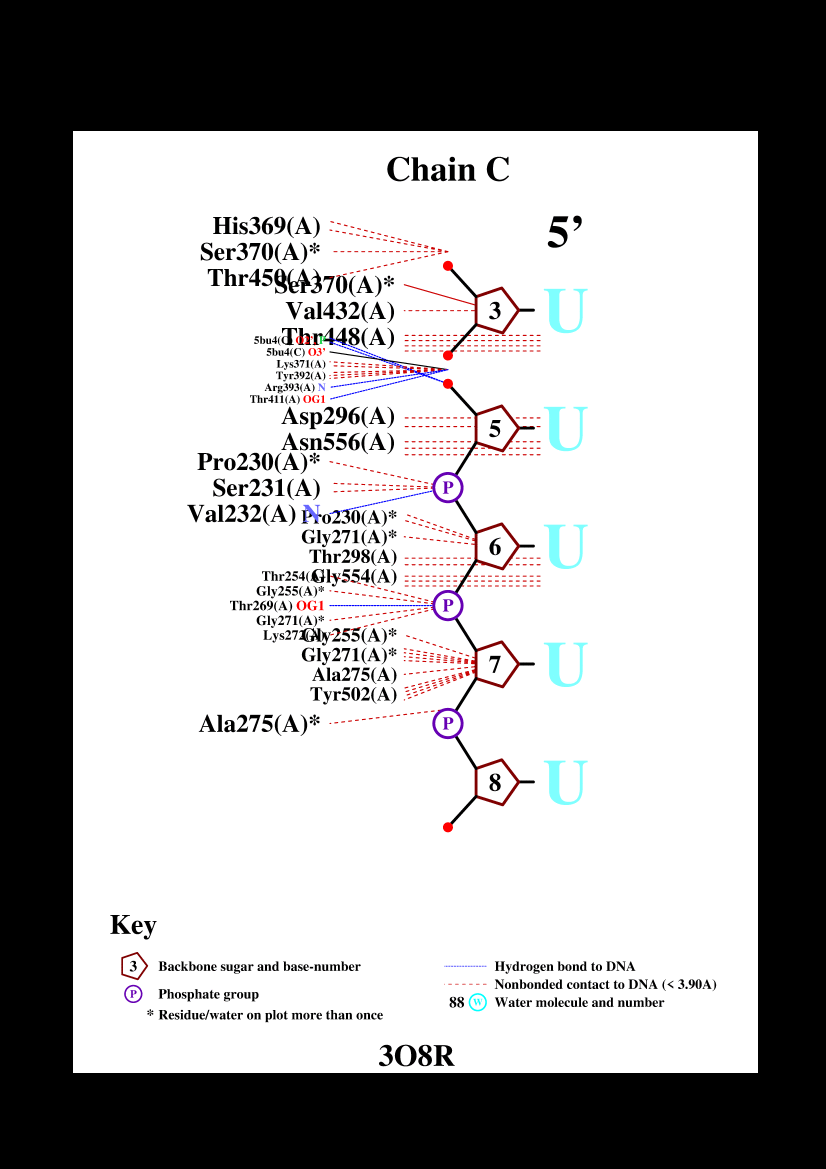 Chain C
5’
His369(A)
Ser370(A)*
Thr450(A)
Ser370(A)*
3 U
Val432(A)
Thr448(A)
5bu4(C)
5bu4(C) O3'
Lys371(A)
Tyr392(A)
Arg393(A) N
Thr411(A) OG1
Asp296(A)
5 U
Asn556(A)
Pro230(A)*
Ser231(A)
P
Val232(A) N
Pro230(A)*
Gly271(A)*
6 U
Thr298(A)
Thr254(A)
Gly554(A)
Gly255(A)*
Thr269(A) OG1
P
Gly271(A)*
Lys272(A)
Gly255(A)*
Gly271(A)*
7 U
Ala275(A)
Tyr502(A)
Ala275(A)*
P
8 U
Key
3 Backbone sugar and base-number
P Phosphate group
* Residue/water on plot more than once
Hydrogen bond to DNA
Nonbonded contact to DNA (< 3.90A)
88 W Water molecule and number
3O8R